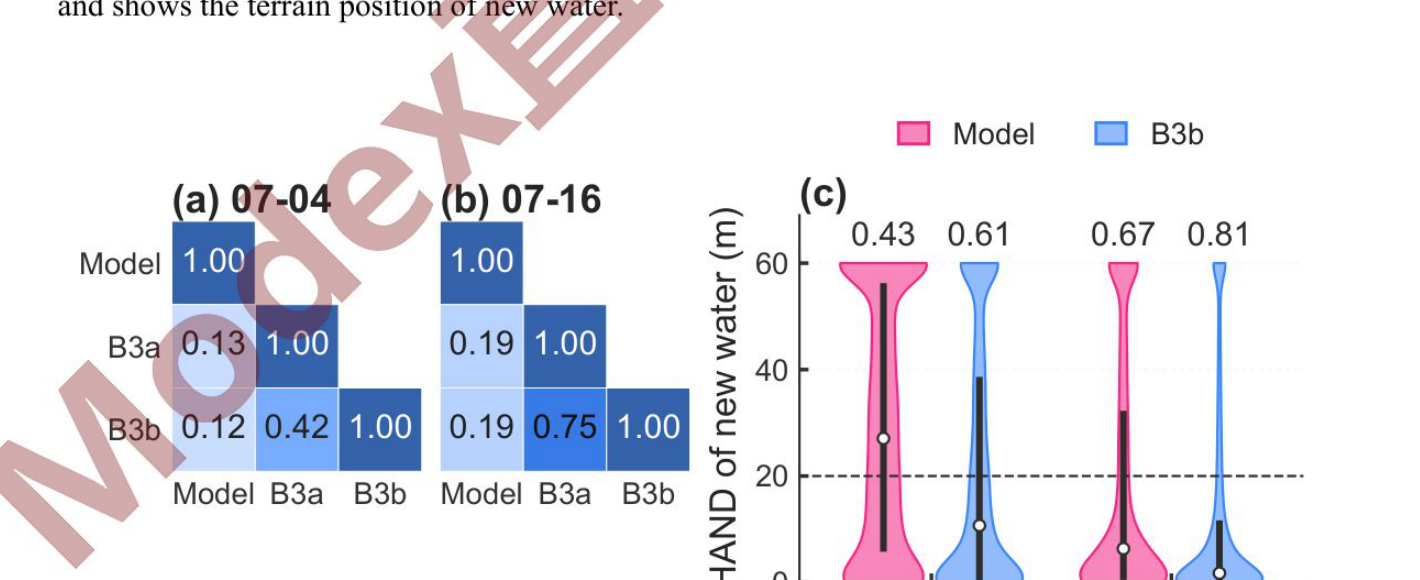 and shows the terrain position of new water.
Modex
Model B3b
(a) 07-04 (b) 07-16 (c)
0.43 0.61 0.67 0.81
Model 1.00 1.00
B3a 0.13 1.00 0.19 1.00
B3b 0.12 0.42 1.00 0.19 0.75 1.00
Model B3a B3b Model B3a B3b
HAND of new water (m)
60
40
20
0